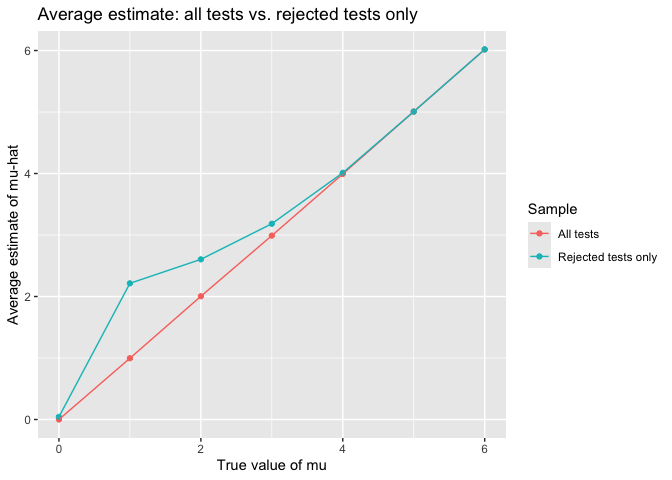 Average estimate: all tests vs. rejected tests only
Average estimate of mu-hat
6
4
2
0
0
2
4
6
True value of mu
Sample
All tests
Rejected tests only